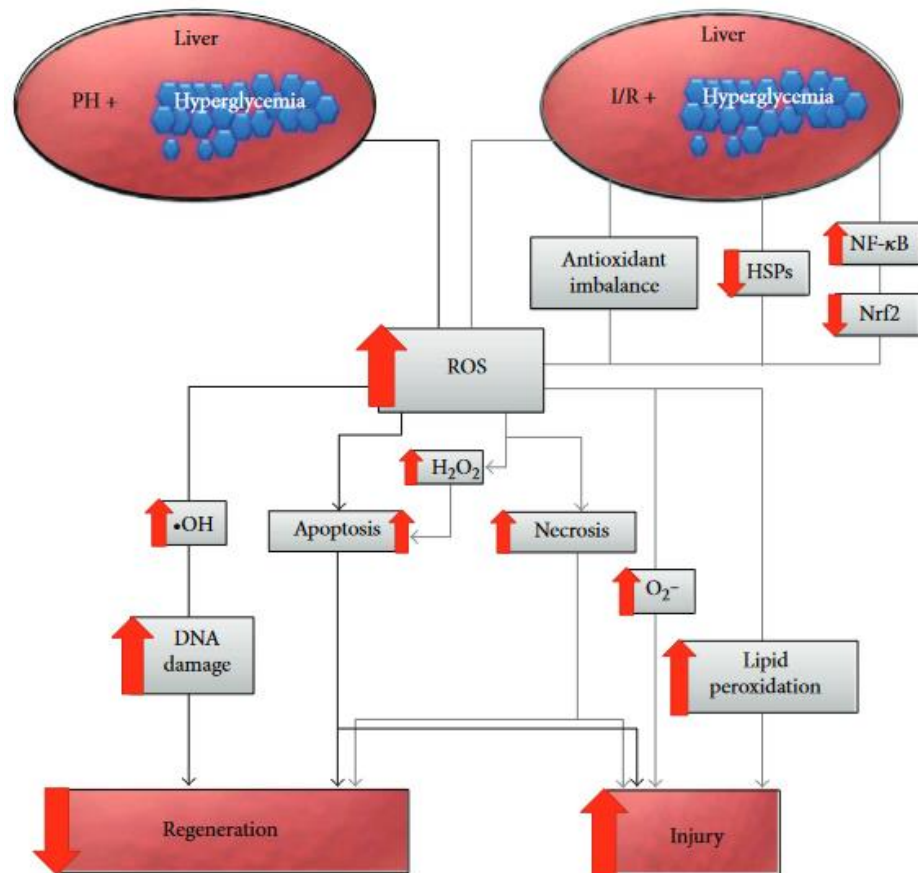 Liver
PH +
Hyperglycemia
Liver
I/R +
Hyperglycemia
Antioxidant
imbalance
HSPs
NF-κB
Nrf2
ROS
H₂O₂
•OH
Apoptosis
Necrosis
O₂⁻
DNA
damage
Lipid
peroxidation
Regeneration
Injury